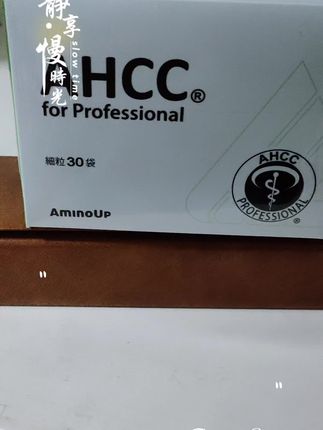 靜享
慢時光
slow time
AHCC®
for Professional
細粒30袋
AMINOUP
AHCC
PROFESSIONAL
®
"
"